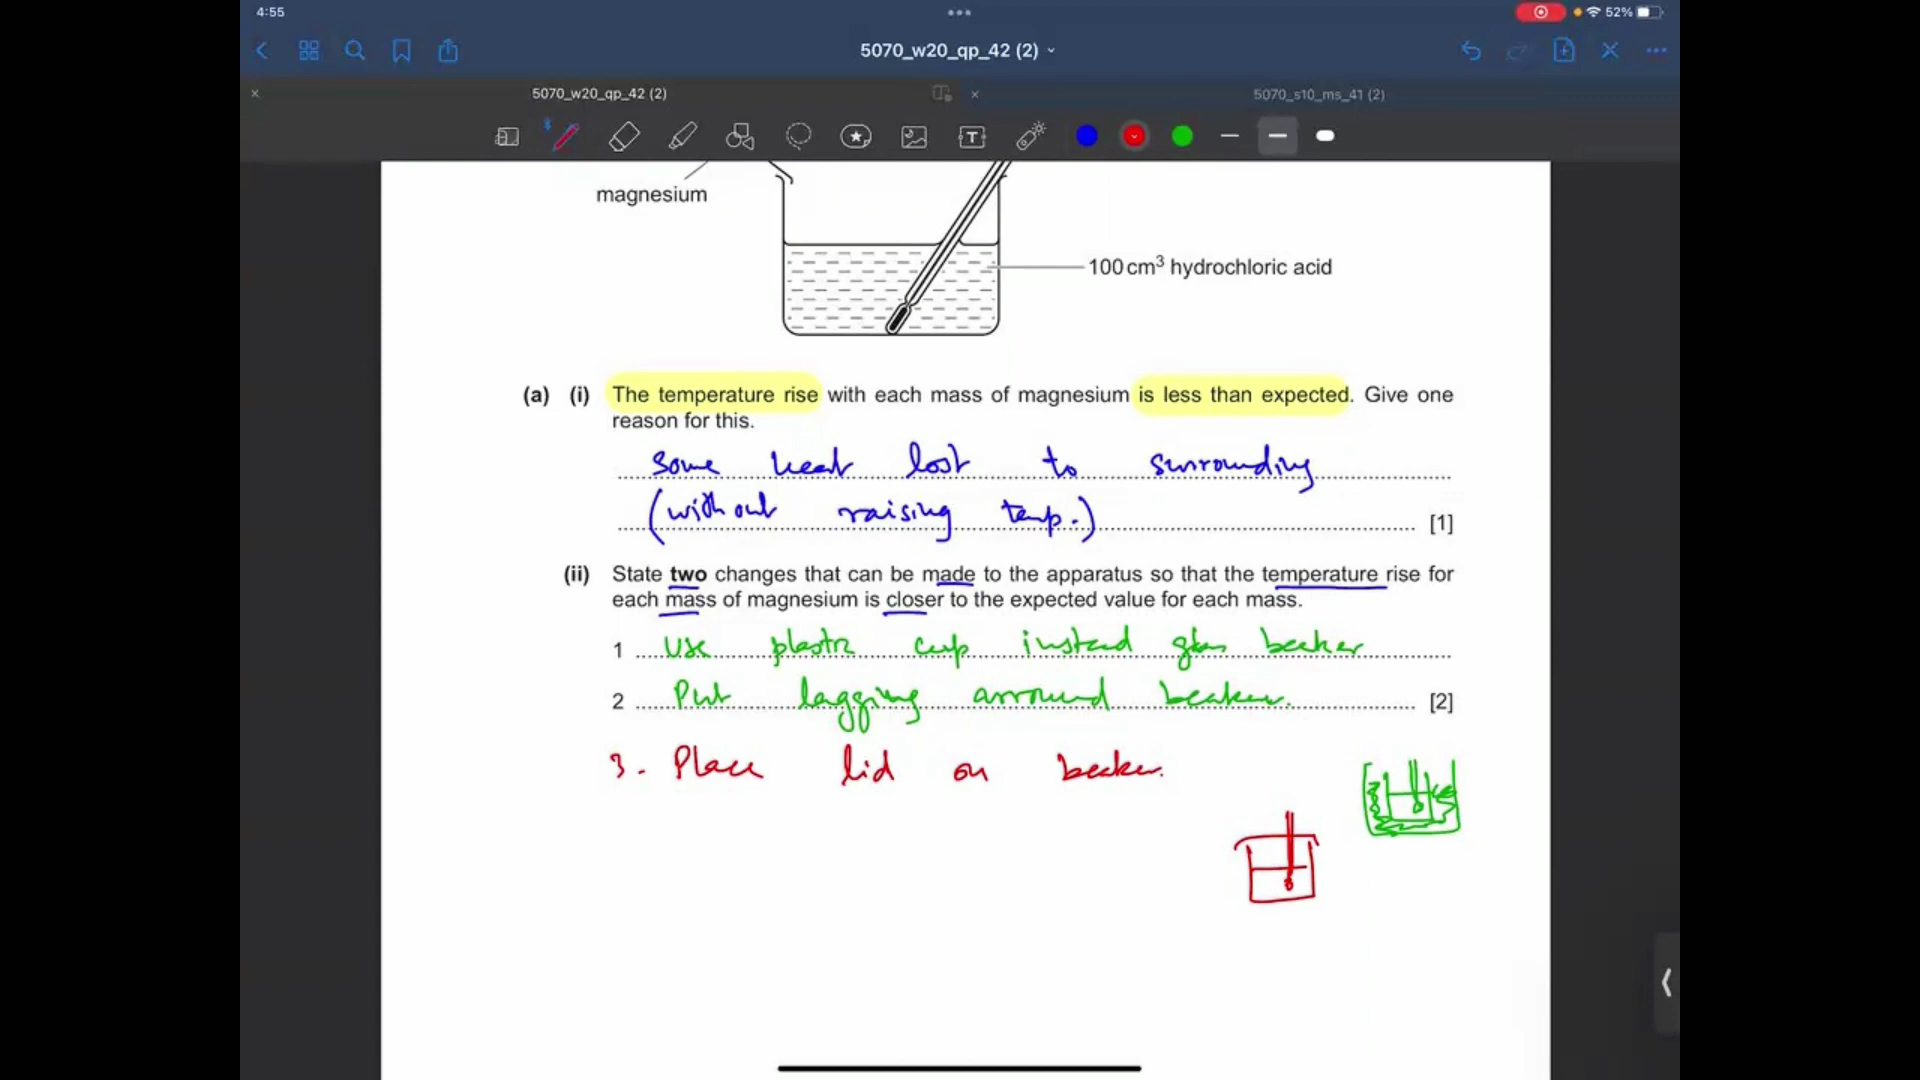 4:55
52%
5070_w20_qp_42 (2)
5070_w20_qp_42 (2)
5070_s10_ms_41 (2)
magnesium
100 cm³ hydrochloric acid
(a) (i) The temperature rise with each mass of magnesium is less than expected. Give one
reason for this.
Some heat lost to surrounding
(without raising temp.) [1]
(ii) State two changes that can be made to the apparatus so that the temperature rise for
each mass of magnesium is closer to the expected value for each mass.
1 Use plastic cup instead glass beaker
2 Put lagging arround beaker. [2]
3. Place lid on beaker.